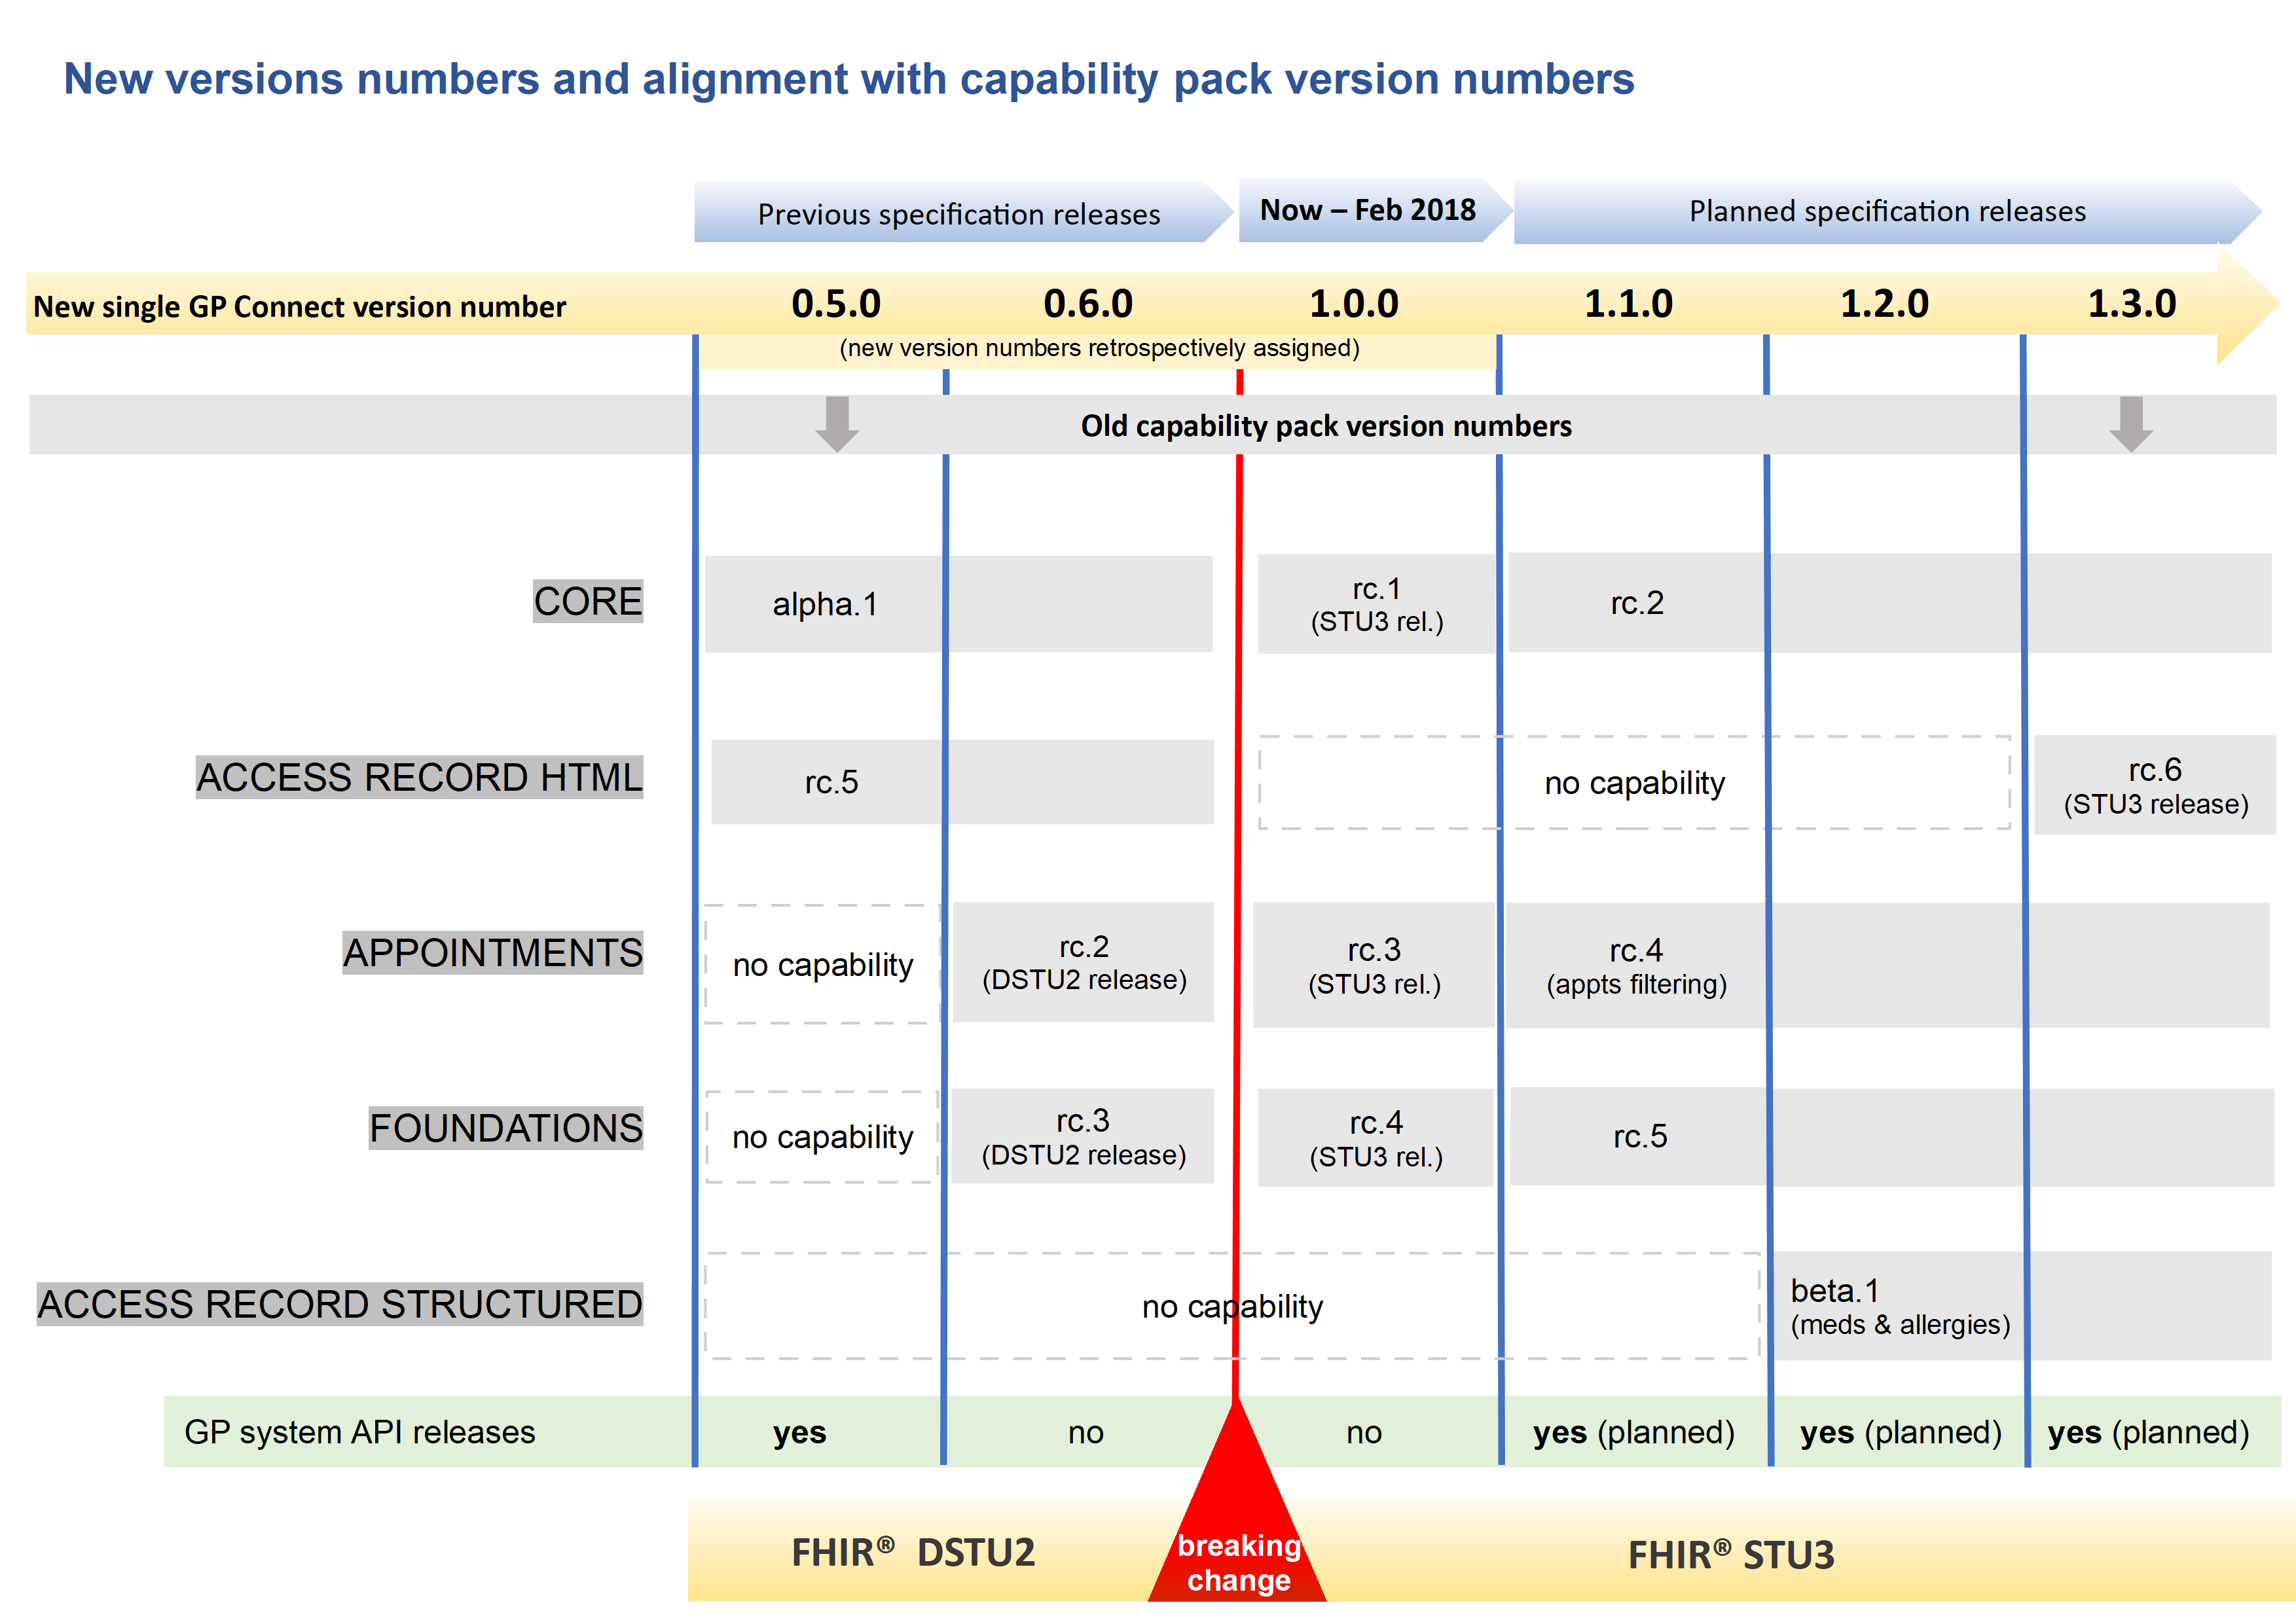 New versions numbers and alignment with capability pack version numbers
Previous specification releases
Now – Feb 2018
Planned specification releases
New single GP Connect version number
0.5.0
0.6.0
1.0.0
1.1.0
1.2.0
1.3.0
(new version numbers retrospectively assigned)
Old capability pack version numbers
CORE
alpha.1
rc.1
(STU3 rel.)
rc.2
ACCESS RECORD HTML
rc.5
no capability
rc.6
(STU3 release)
APPOINTMENTS
no capability
rc.2
(DSTU2 release)
rc.3
(STU3 rel.)
rc.4
(appts filtering)
FOUNDATIONS
no capability
rc.3
(DSTU2 release)
rc.4
(STU3 rel.)
rc.5
ACCESS RECORD STRUCTURED
no capability
beta.1
(meds & allergies)
GP system API releases
yes
no
no
yes (planned)
yes (planned)
yes (planned)
FHIR® DSTU2
breaking
change
FHIR® STU3